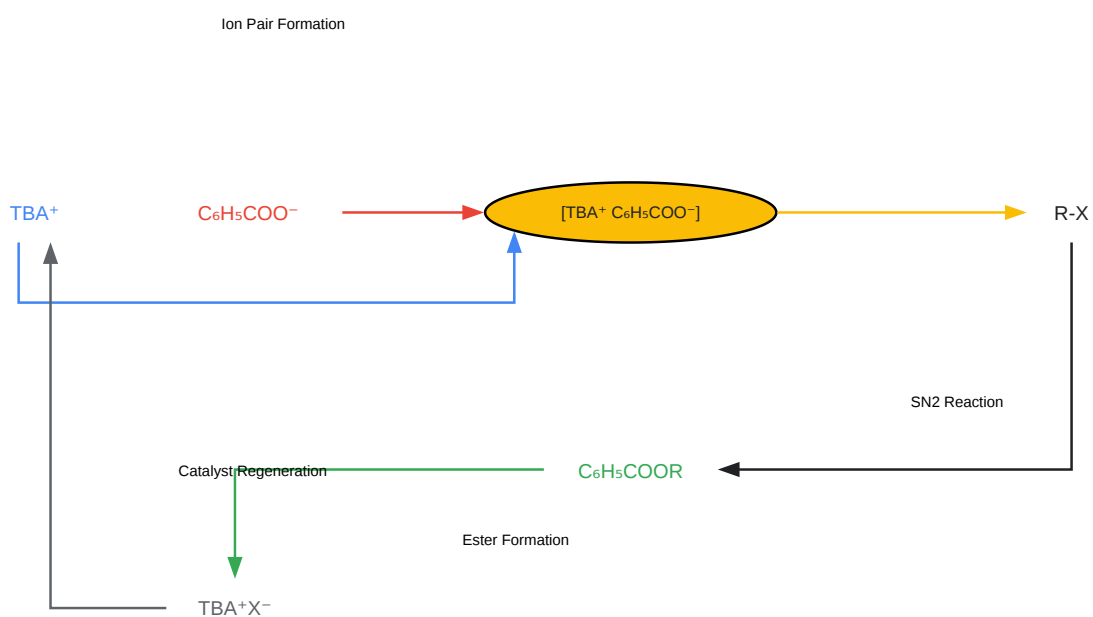 Ion Pair Formation
TBA⁺
C₆H₅COO⁻
[TBA⁺ C₆H₅COO⁻]
R-X
SN2 Reaction
Catalyst Regeneration
C₆H₅COOR
Ester Formation
TBA⁺X⁻